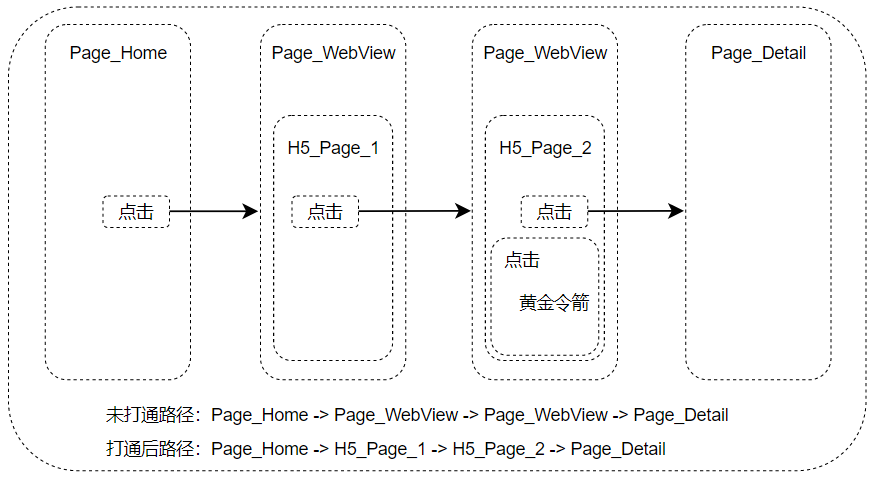 Page_Home
Page_WebView
Page_WebView
Page_Detail
H5_Page_1
H5_Page_2
点击
点击
点击
点击
黄金令箭
未打通路径：Page_Home -> Page_WebView -> Page_WebView -> Page_Detail
打通后路径：Page_Home -> H5_Page_1 -> H5_Page_2 -> Page_Detail